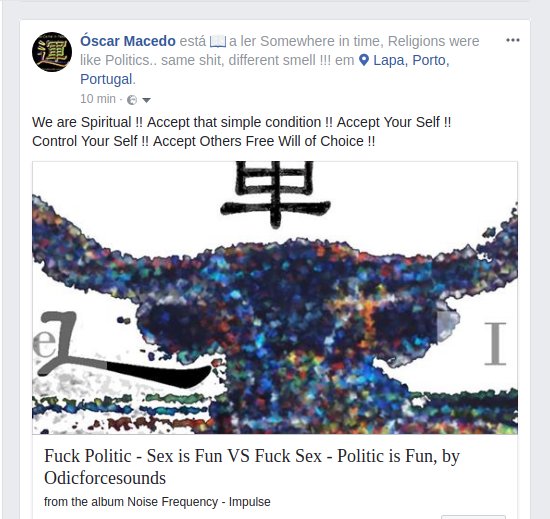 Óscar Macedo está 📖 a ler Somewhere in time, Religions were
like Politics.. same shit, different smell !!! em Lapa, Porto,
Portugal.
10 min ·
We are Spiritual !! Accept that simple condition !! Accept Your Self !!
Control Your Self !! Accept Others Free Will of Choice !!
軍
e
I
Fuck Politic - Sex is Fun VS Fuck Sex - Politic is Fun, by
Odicforcesounds
from the album Noise Frequency - Impulse